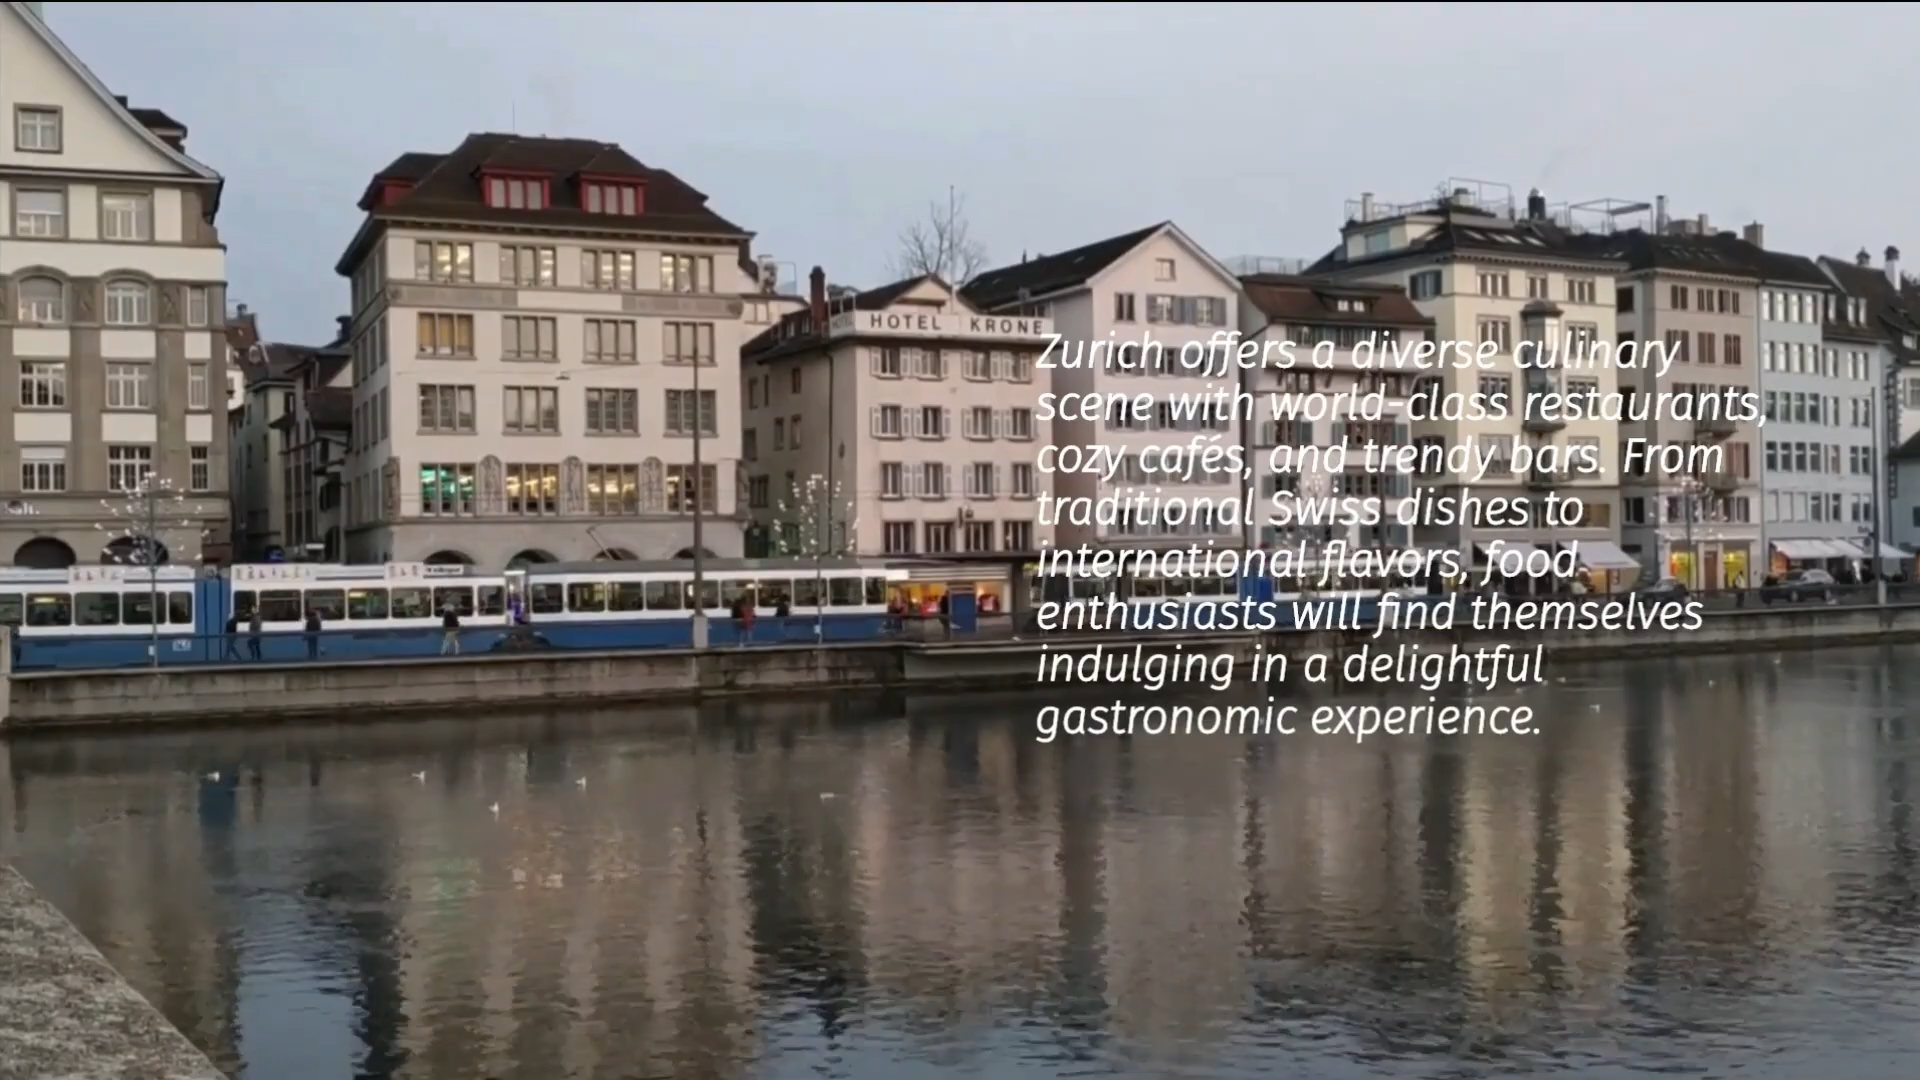 HOTEL KRONE
Zurich offers a diverse culinary
scene with world-class restaurants,
cozy cafés, and trendy bars. From
traditional Swiss dishes to
international flavors, food
enthusiasts will find themselves
indulging in a delightful
gastronomic experience.